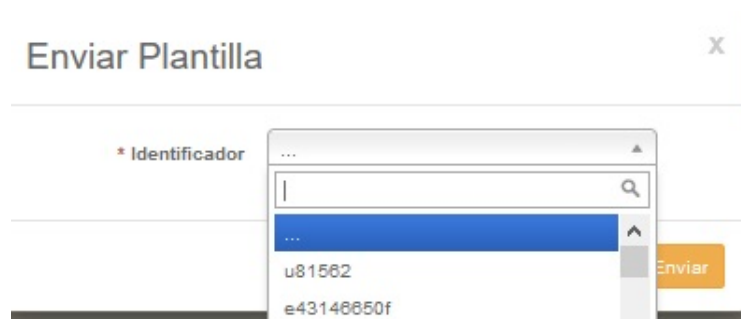 Enviar Plantilla
x
* Identificador
...
...
u81562
Enviar
e43146650f